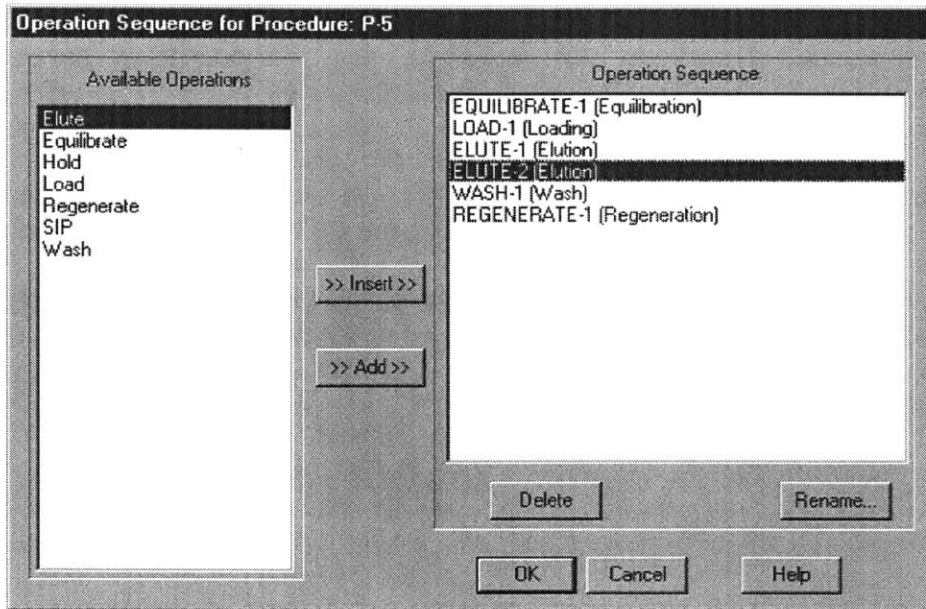 Operation Sequence for Procedure: P-5
Available Operations
Elute
Equilibrate
Hold
Load
Regenerate
SIP
Wash
>> Insert >>
>> Add >>
Operation Sequence
EQUILIBRATE-1 (Equilibration)
LOAD-1 (Loading)
ELUTE-1 (Elution)
ELUTE-2 (Elution)
WASH-1 (Wash)
REGENERATE-1 (Regeneration)
Delete
Rename...
OK
Cancel
Help